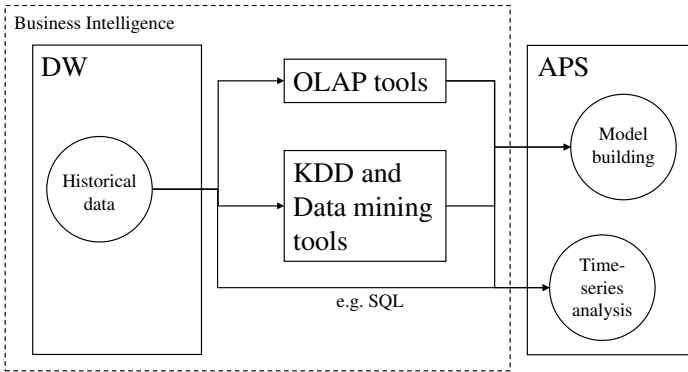 Business Intelligence
DW
Historical
data
OLAP tools
KDD and
Data mining
tools
e.g. SQL
APS
Model
building
Time-
series
analysis